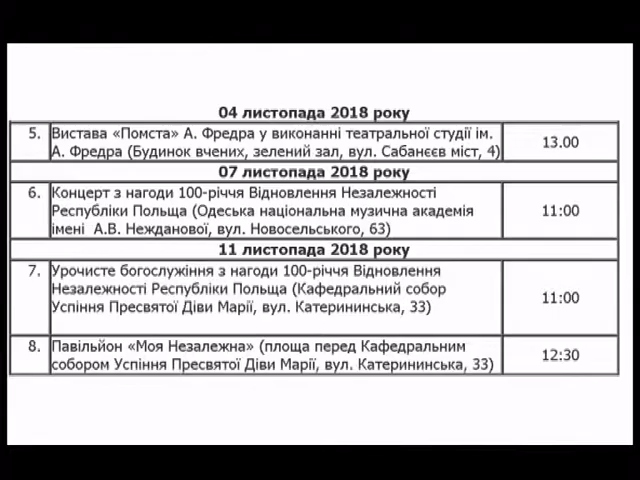 04 листопада 2018 року
5. Вистава «Помста» А. Фредра у виконанні театральної студії ім.
А. Фредра (Будинок вчених, зелений зал, вул. Сабанєєв міст, 4)
13.00
07 листопада 2018 року
6. Концерт з нагоди 100-річчя Відновлення Незалежності
Республіки Польща (Одеська національна музична академія
імені А.В. Нежданової, вул. Новосельського, 63)
11:00
11 листопада 2018 року
7. Урочисте богослужіння з нагоди 100-річчя Відновлення
Незалежності Республіки Польща (Кафедральний собор
Успіння Пресвятої Діви Марії, вул. Катерининська, 33)
11:00
8. Павільйон «Моя Незалежна» (площа перед Кафедральним
собором Успіння Пресвятої Діви Марії, вул. Катерининська, 33)
12:30